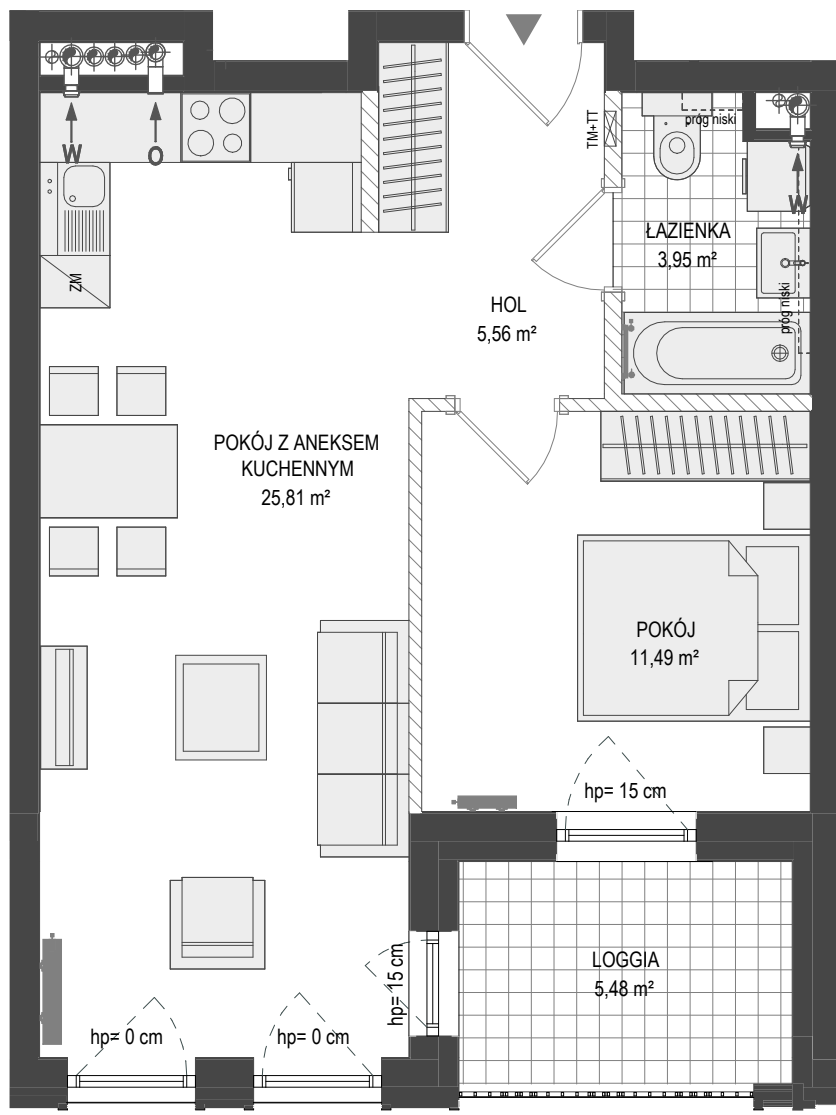 W
O
TM+TT
próg niski
W
ŁAZIENKA
3,95 m²
ZM
próg niski
HOL
5,56 m²
POKÓJ Z ANEKSEM
KUCHENNYM
25,81 m²
POKÓJ
11,49 m²
hp= 15 cm
LOGGIA
5,48 m²
hp= 15 cm
hp= 0 cm
hp= 0 cm